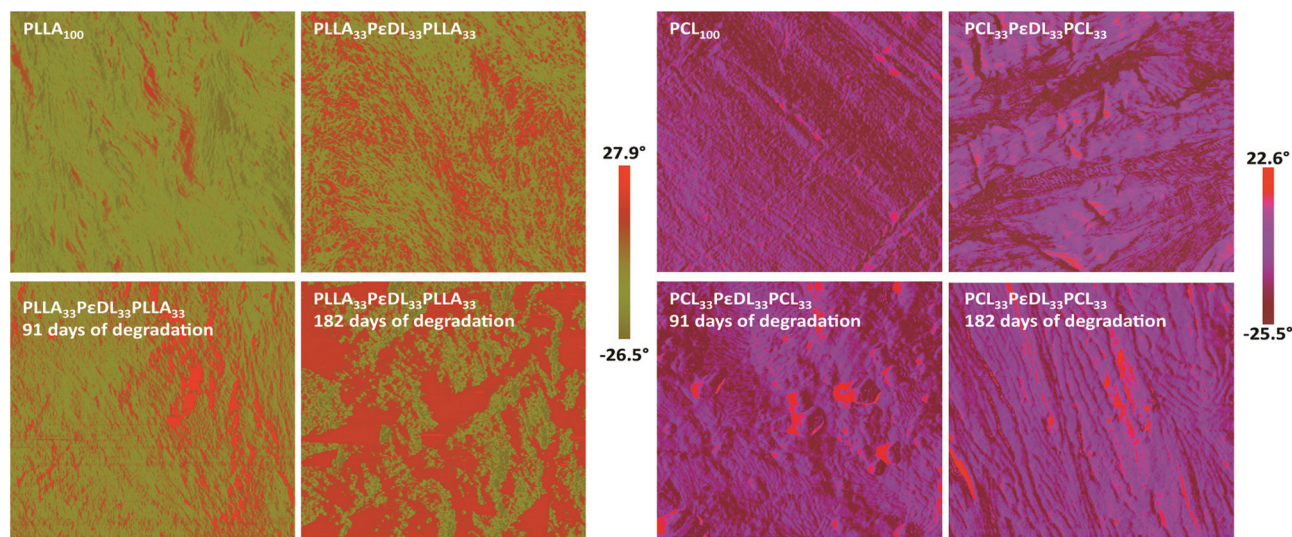 PLLA₁₀₀
PLLA₃₃PεDL₃₃PLLA₃₃
PLLA₃₃PεDL₃₃PLLA₃₃
91 days of degradation
PLLA₃₃PεDL₃₃PLLA₃₃
182 days of degradation
27.9°
-26.5°
PCL₁₀₀
PCL₃₃PεDL₃₃PCL₃₃
PCL₃₃PεDL₃₃PCL₃₃
91 days of degradation
PCL₃₃PεDL₃₃PCL₃₃
182 days of degradation
22.6°
-25.5°